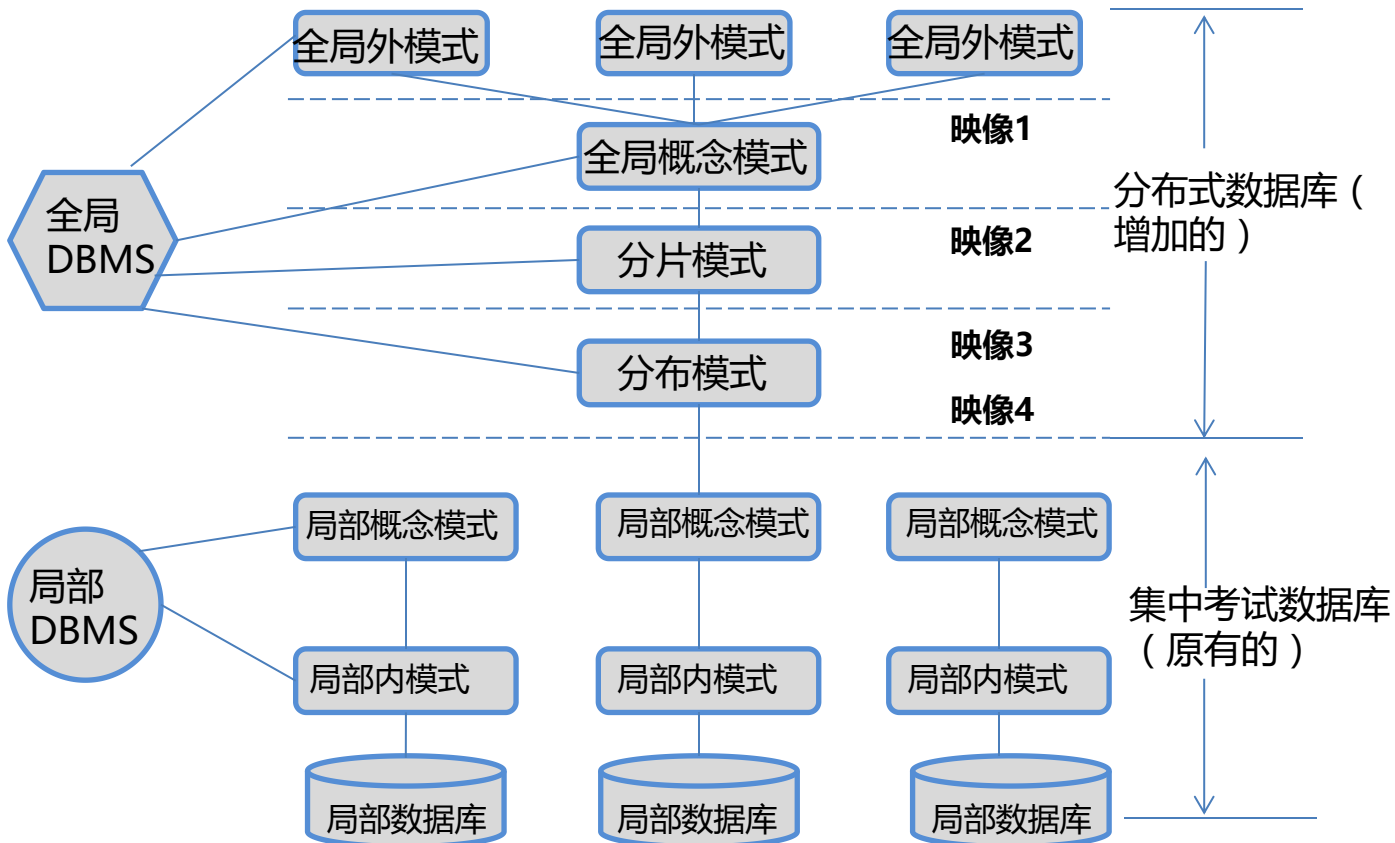 全局外模式
全局外模式
全局外模式
映像1
全局概念模式
全局
DBMS
分布式数据库（
增加的）
映像2
分片模式
映像3
分布模式
映像4
局部概念模式
局部概念模式
局部概念模式
局部
DBMS
集中考试数据库
（原有的）
局部内模式
局部内模式
局部内模式
局部数据库
局部数据库
局部数据库